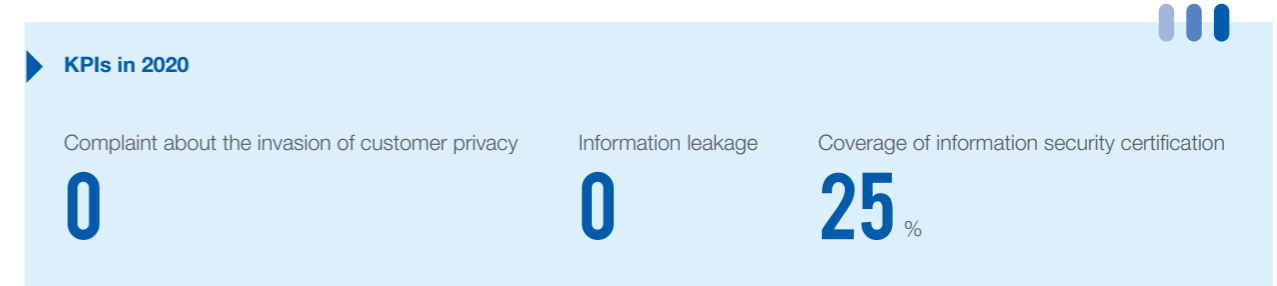 KPIs in 2020
Complaint about the invasion of customer privacy
0
Information leakage
0
Coverage of information security certification
25 %